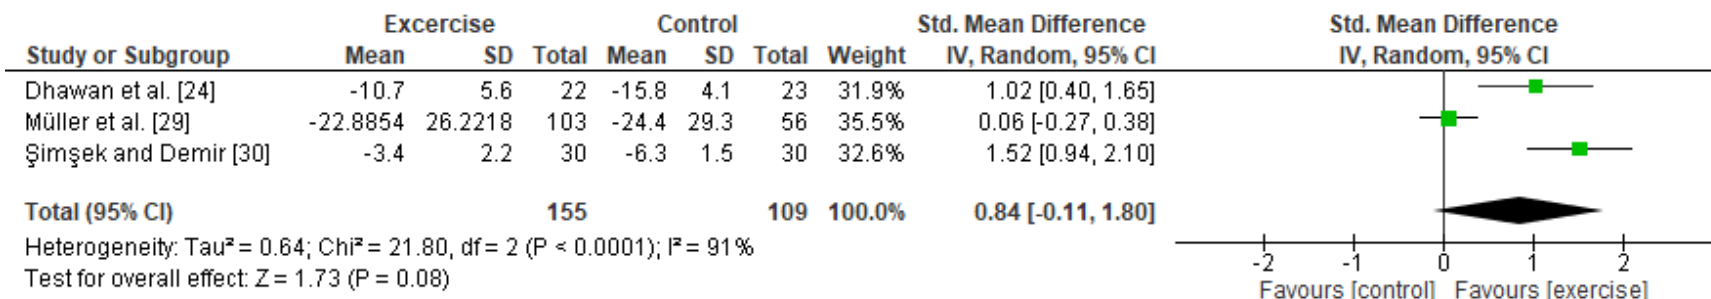 Excercise Control Std. Mean Difference Std. Mean Difference
Study or Subgroup Mean SD Total Mean SD Total Weight IV, Random, 95% CI IV, Random, 95% CI
Dhawan et al. [24] -10.7 5.6 22 -15.8 4.1 23 31.9% 1.02 [0.40, 1.65]
Müller et al. [29] -22.8854 26.2218 103 -24.4 29.3 56 35.5% 0.06 [-0.27, 0.38]
Şimşek and Demir [30] -3.4 2.2 30 -6.3 1.5 30 32.6% 1.52 [0.94, 2.10]
Total (95% CI) 155 109 100.0% 0.84 [-0.11, 1.80]
Heterogeneity: Tau² = 0.64; Chi² = 21.80, df = 2 (P < 0.0001); I² = 91%
Test for overall effect: Z = 1.73 (P = 0.08)
-2 -1 0 1 2
Favours [control] Favours [exercise]